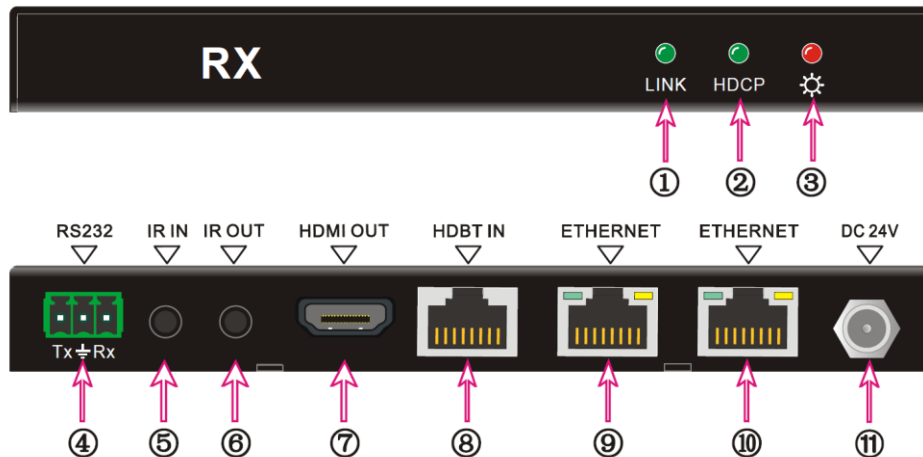 RX
LINK HDCP
① ② ③
RS232 IR IN IR OUT HDMI OUT HDBT IN ETHERNET ETHERNET DC 24V
Tx Rx
④ ⑤ ⑥ ⑦ ⑧ ⑨ ⑩ ⑪